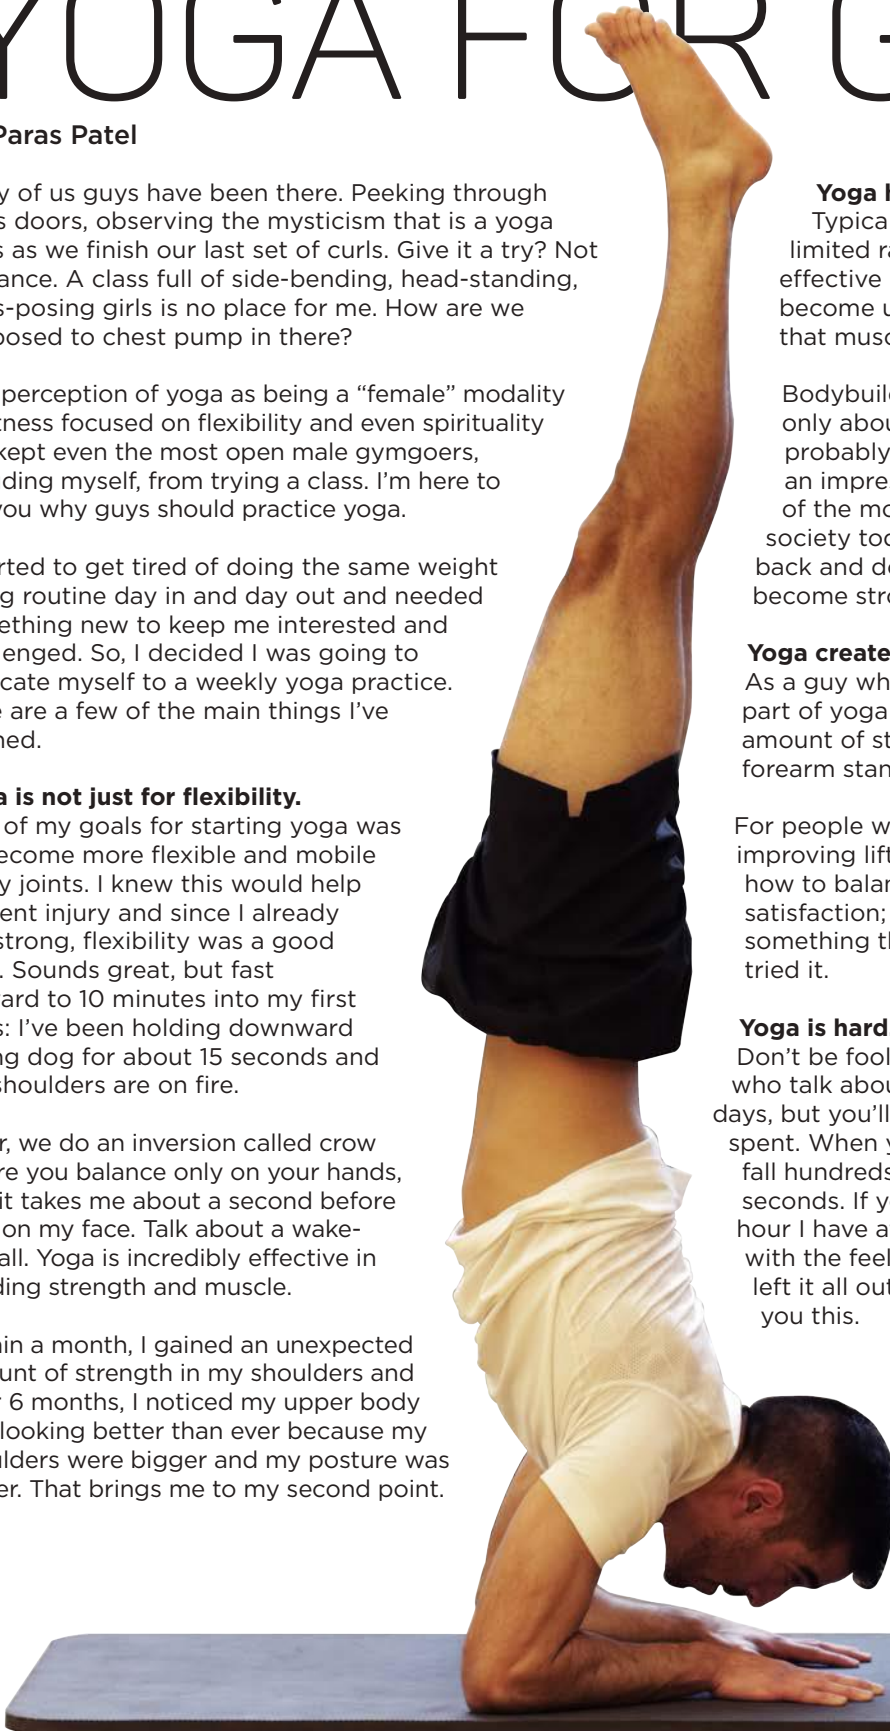 YOGA FOR G
Paras Patel
y of us guys have been there. Peeking through
s doors, observing the mysticism that is a yoga
s as we finish our last set of curls. Give it a try? Not
ance. A class full of side-bending, head-standing,
s-posing girls is no place for me. How are we
posed to chest pump in there?
perception of yoga as being a “female” modality
tness focused on flexibility and even spirituality
kept even the most open male gymgoers,
ding myself, from trying a class. I’m here to
you why guys should practice yoga.
rted to get tired of doing the same weight
g routine day in and day out and needed
ething new to keep me interested and
enged. So, I decided I was going to
cate myself to a weekly yoga practice.
e are a few of the main things I’ve
ned.
a is not just for flexibility.
of my goals for starting yoga was
ecome more flexible and mobile
y joints. I knew this would help
ent injury and since I already
strong, flexibility was a good
. Sounds great, but fast
ard to 10 minutes into my first
s: I’ve been holding downward
ng dog for about 15 seconds and
shoulders are on fire.
r, we do an inversion called crow
re you balance only on your hands,
it takes me about a second before
on my face. Talk about a wake-
all. Yoga is incredibly effective in
ding strength and muscle.
in a month, I gained an unexpected
unt of strength in my shoulders and
r 6 months, I noticed my upper body
looking better than ever because my
ulders were bigger and my posture was
er. That brings me to my second point.
Yoga h
Typica
limited ra
effective
become u
that musc
Bodybuild
only abou
probably
an impre
of the mo
society too
back and do
become stro
Yoga create
As a guy wh
part of yoga
amount of st
forearm stan
For people w
improving lift
how to balan
satisfaction;
something th
tried it.
Yoga is hard
Don’t be fool
who talk abou
days, but you’ll
spent. When y
fall hundreds
seconds. If yo
hour I have a
with the feel
left it all out
you this.